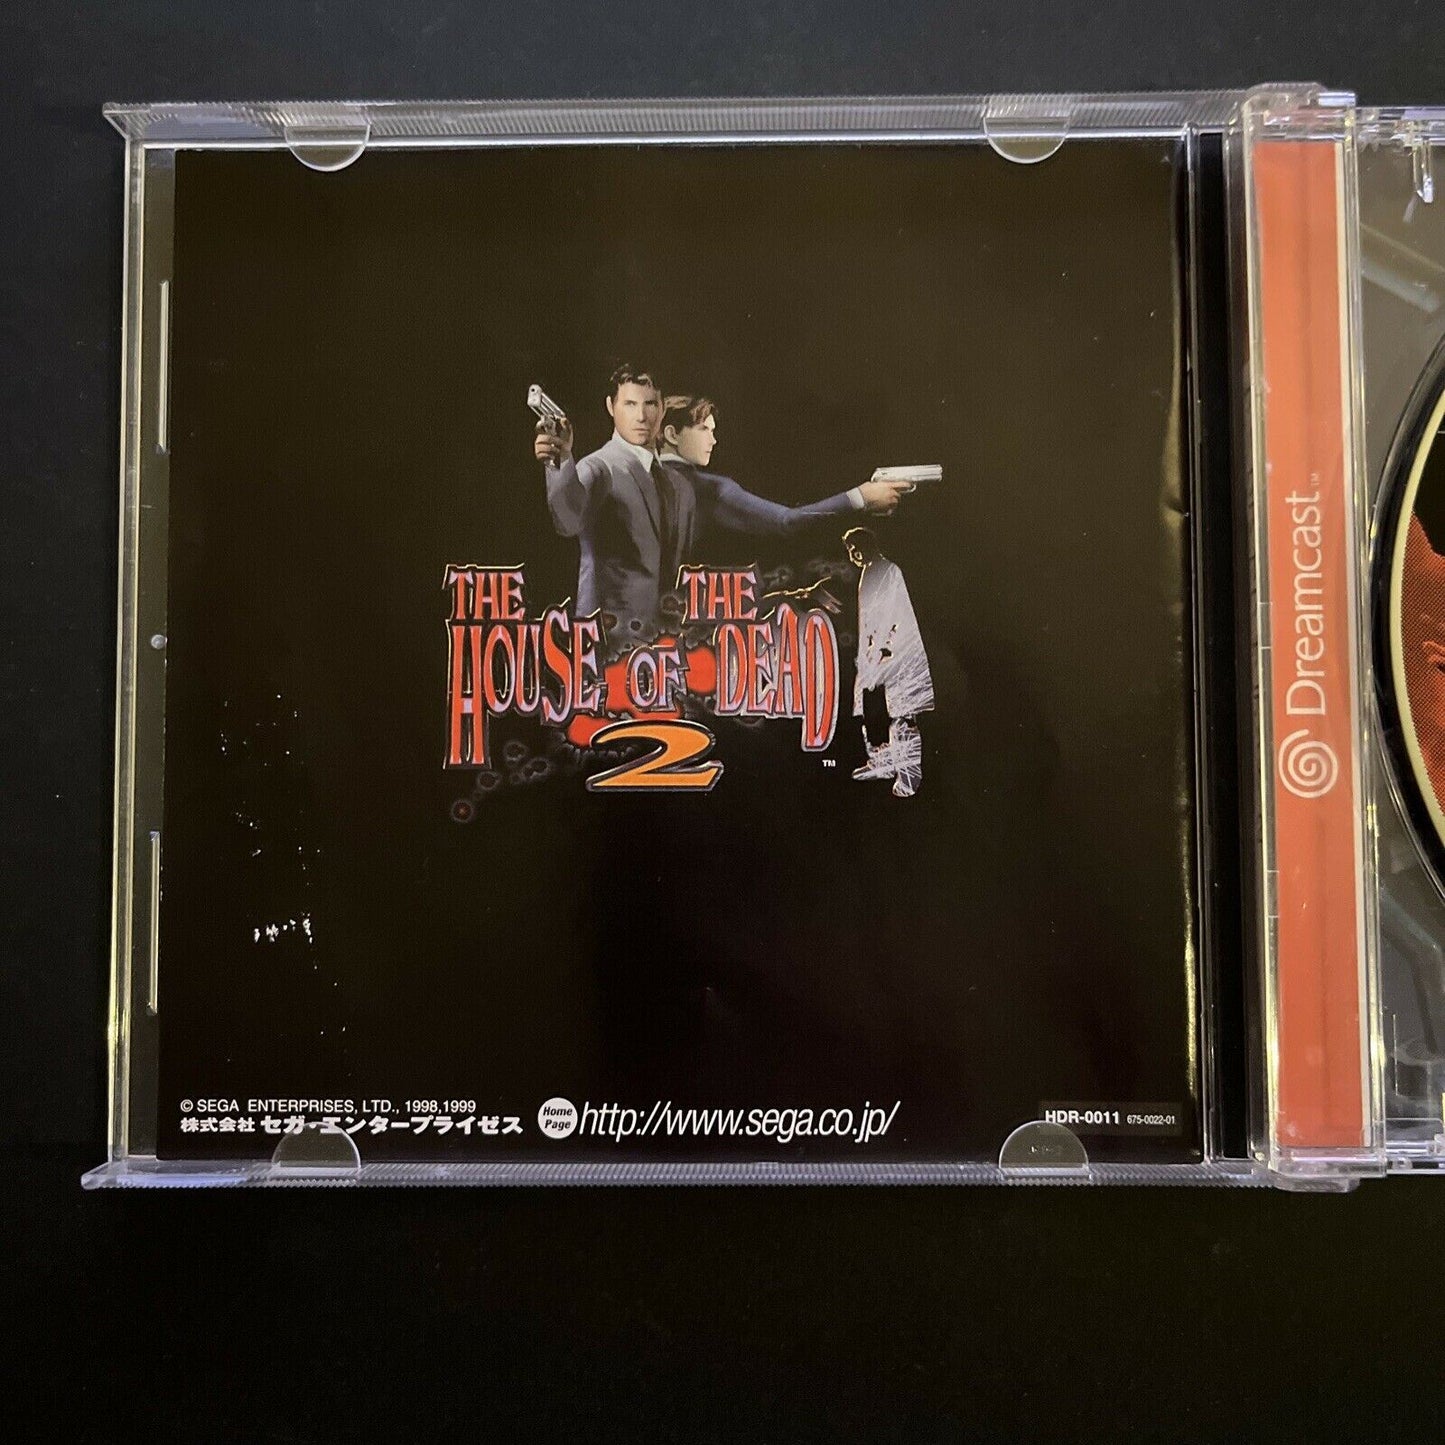 THE THE
HOUSE OF DEAD
2 ™
© SEGA ENTERPRISES, LTD., 1998,1999
株式会社 セガ・エンタープライゼス
Home Page http://www.sega.co.jp/
HDR-0011 675-0022-01
Dreamcast™